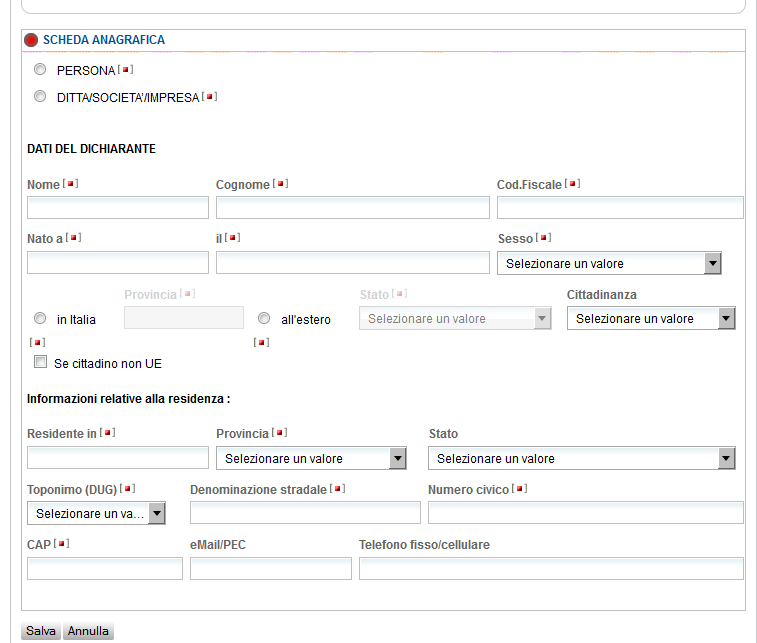 SCHEDA ANAGRAFICA
PERSONA [■]
DITTA/SOCIETA'/IMPRESA [■]
DATI DEL DICHIARANTE
Nome [■] Cognome [■] Cod.Fiscale [■]
Nato a [■] il [■] Sesso [■]
Selezionare un valore
Provincia [■] Stato [■] Cittadinanza
in Italia all'estero Selezionare un valore Selezionare un valore
[■] [■]
Se cittadino non UE
Informazioni relative alla residenza :
Residente in [■] Provincia [■] Stato
Selezionare un valore Selezionare un valore
Toponimo (DUG) [■] Denominazione stradale [■] Numero civico [■]
Selezionare un va...
CAP [■] eMail/PEC Telefono fisso/cellulare
Salva Annulla